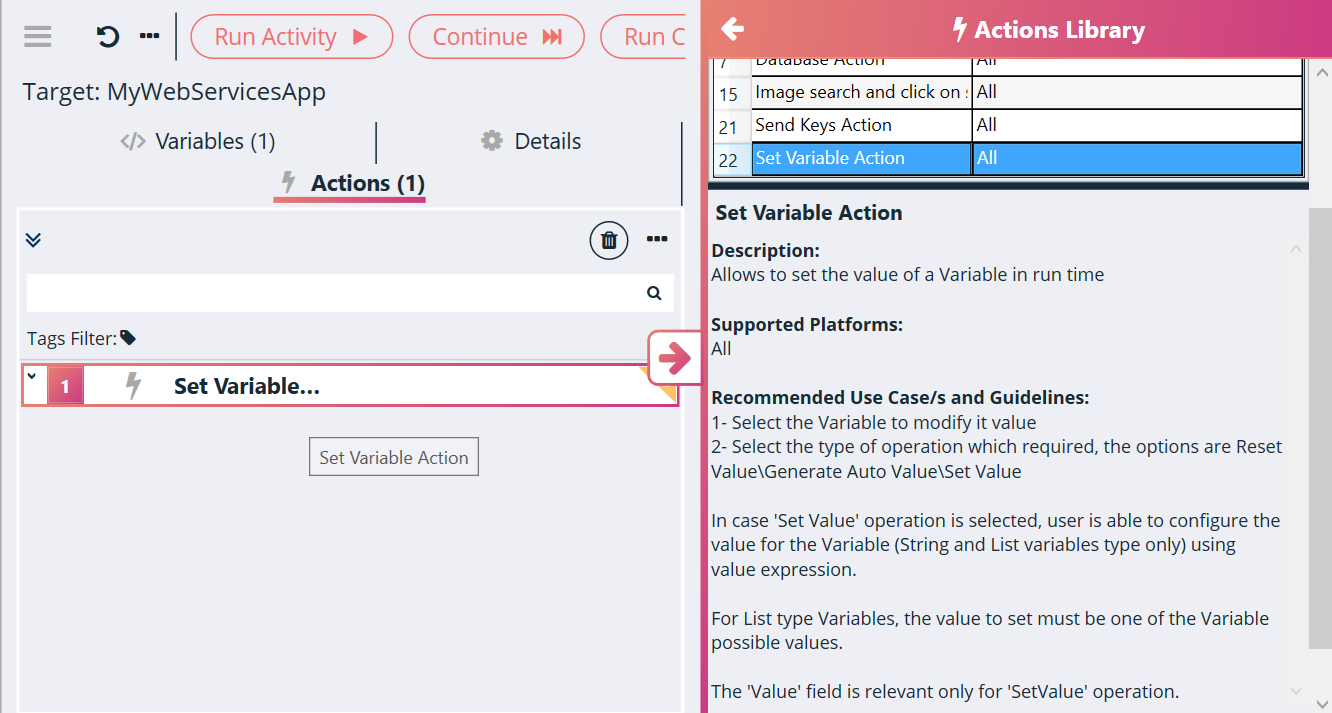 Run Activity
Continue
Run C
Target: MyWebServicesApp
Variables (1)
Details
Actions (1)
Tags Filter:
1
Set Variable...
Set Variable Action
Actions Library
7 DataBase Action All
15 Image search and click on All
21 Send Keys Action All
22 Set Variable Action All
Set Variable Action
Description:
Allows to set the value of a Variable in run time
Supported Platforms:
All
Recommended Use Case/s and Guidelines:
1- Select the Variable to modify it value
2- Select the type of operation which required, the options are Reset
Value\Generate Auto Value\Set Value
In case 'Set Value' operation is selected, user is able to configure the
value for the Variable (String and List variables type only) using
value expression.
For List type Variables, the value to set must be one of the Variable
possible values.
The 'Value' field is relevant only for 'SetValue' operation.